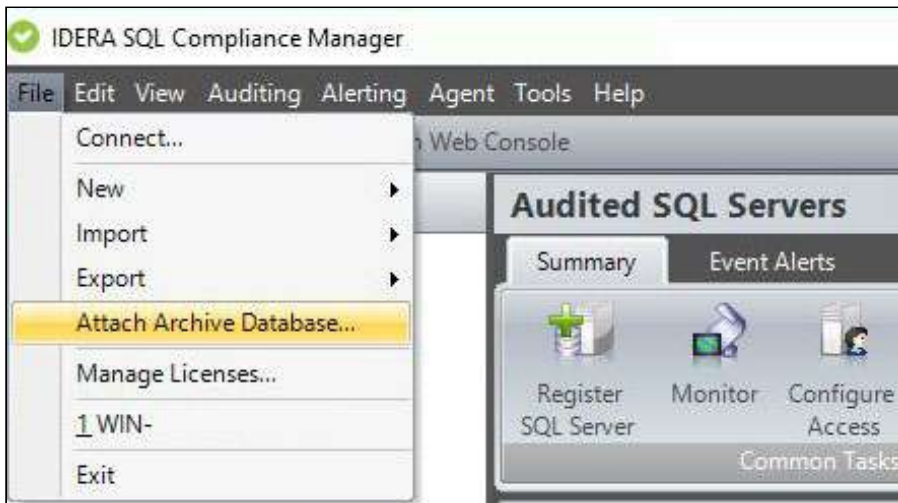 IDERA SQL Compliance Manager
File Edit View Auditing Alerting Agent Tools Help
Connect...
Web Console
New
Import
Export
Attach Archive Database...
Manage Licenses...
1 WIN-
Exit
Audited SQL Servers
Summary Event Alerts
Register SQL Server
Monitor
Configure Access
Common Tasks